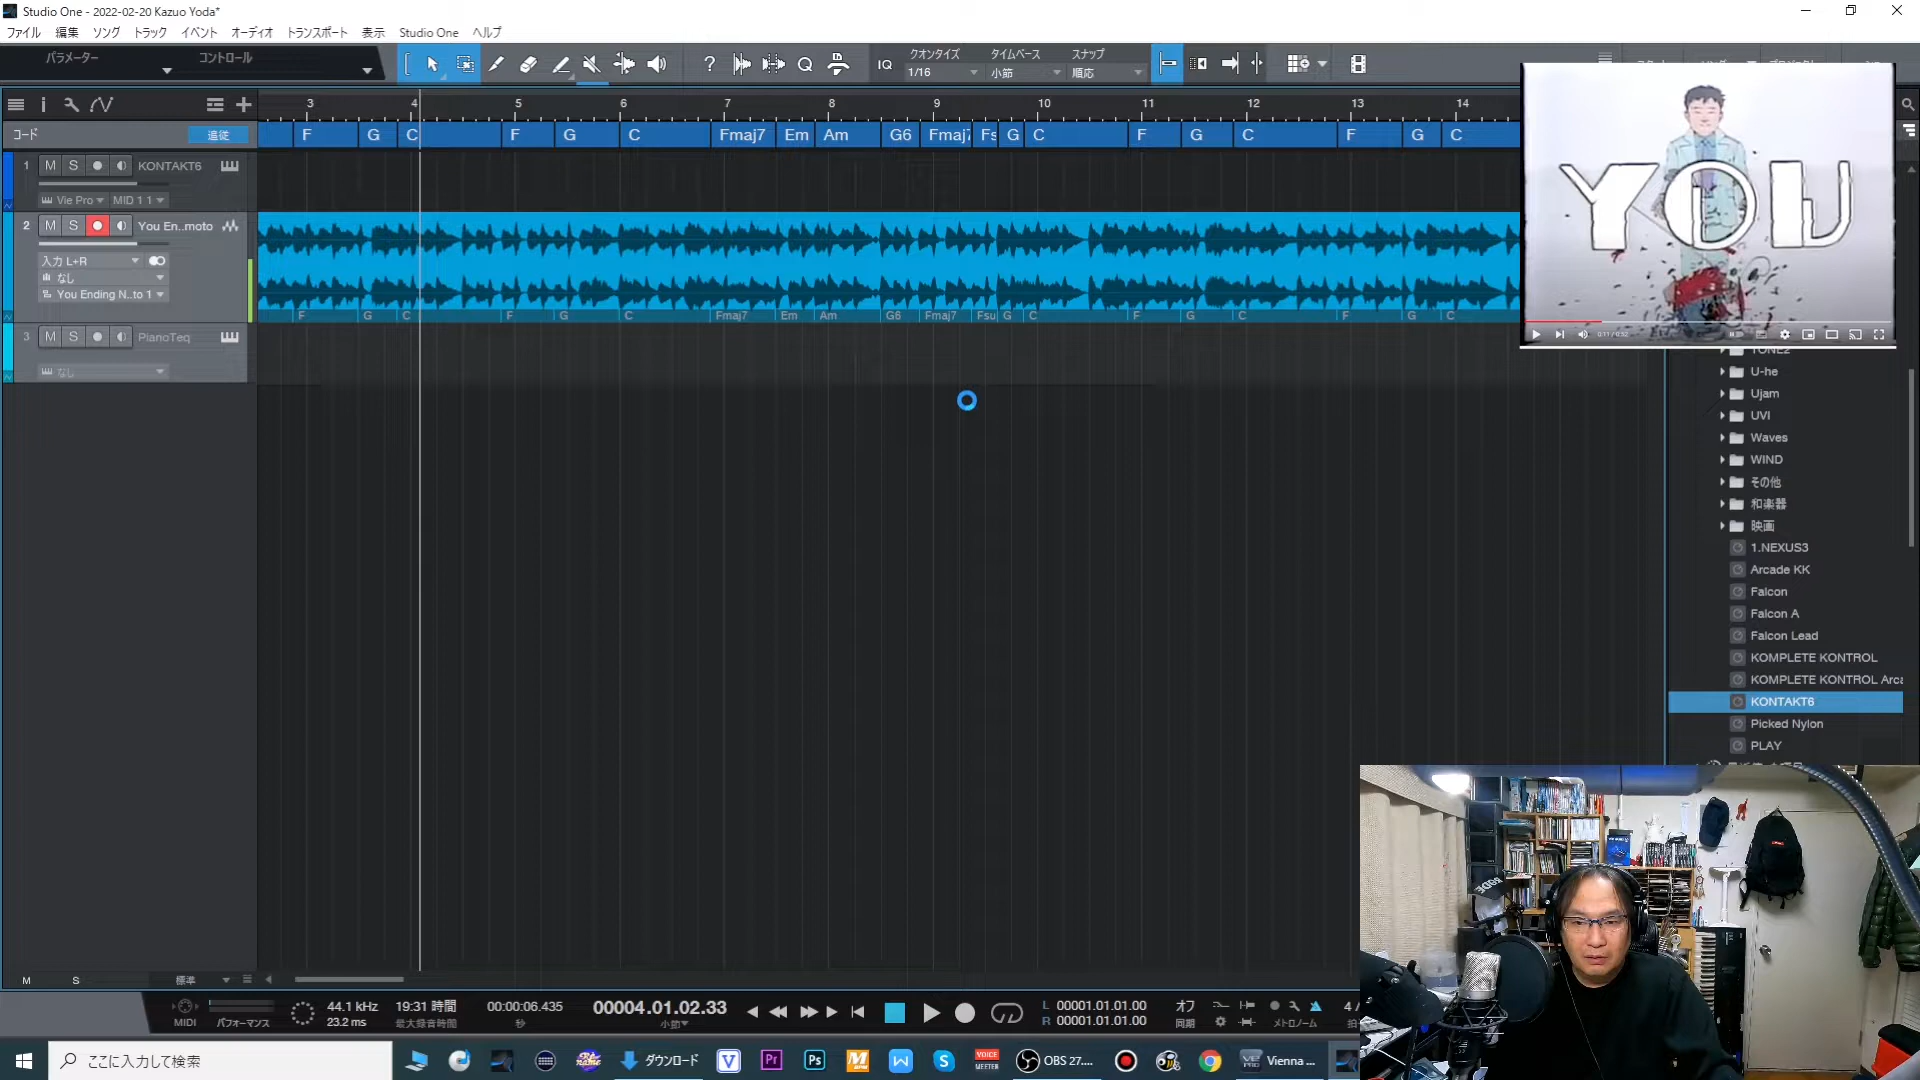 Studio One - 2022-02-20 Kazuo Yoda*
ファイル 編集 ソング トラック イベント オーディオ トランスポート 表示 Studio One ヘルプ
パラメーター コントロール
IQ クオンタイズ 1/16 タイムベース 小節 スナップ 順応
3 4 5 6 7 8 9 10 11 12 13 14
コード 追従
F G C F G C Fmaj7 Em Am G6 Fmaj7 Fs G C F G C F G C
1 M S KONTAKT6
Vie Pro MID 1 1
2 M S You En..moto
入力 L+R
なし
You Ending N..to 1
F G C F G C Fmaj7 Em Am G6 Fmaj7 Fsu G C F G C F G C
3 M S PianoTeq
なし
YOU
0:11 / 0:52
TONE2
U-he
Ujam
UVI
Waves
WIND
その他
和楽器
映画
1.NEXUS3
Arcade KK
Falcon
Falcon A
Falcon Lead
KOMPLETE KONTROL
KOMPLETE KONTROL Arca
KONTAKT6
Picked Nylon
PLAY
RODE
M S 標準
MIDI パフォーマンス
44.1 kHz
23.2 ms
19:31 時間
最大録音時間
00:00:06.435
秒
00004.01.02.33
小節
L 00001.01.01.00
R 00001.01.01.00
オフ
同期
メトロノーム
4 /
拍
ここに入力して検索
ダウンロード
V Pr Ps
VOICE MEETER
OBS 27....
Vienna ...